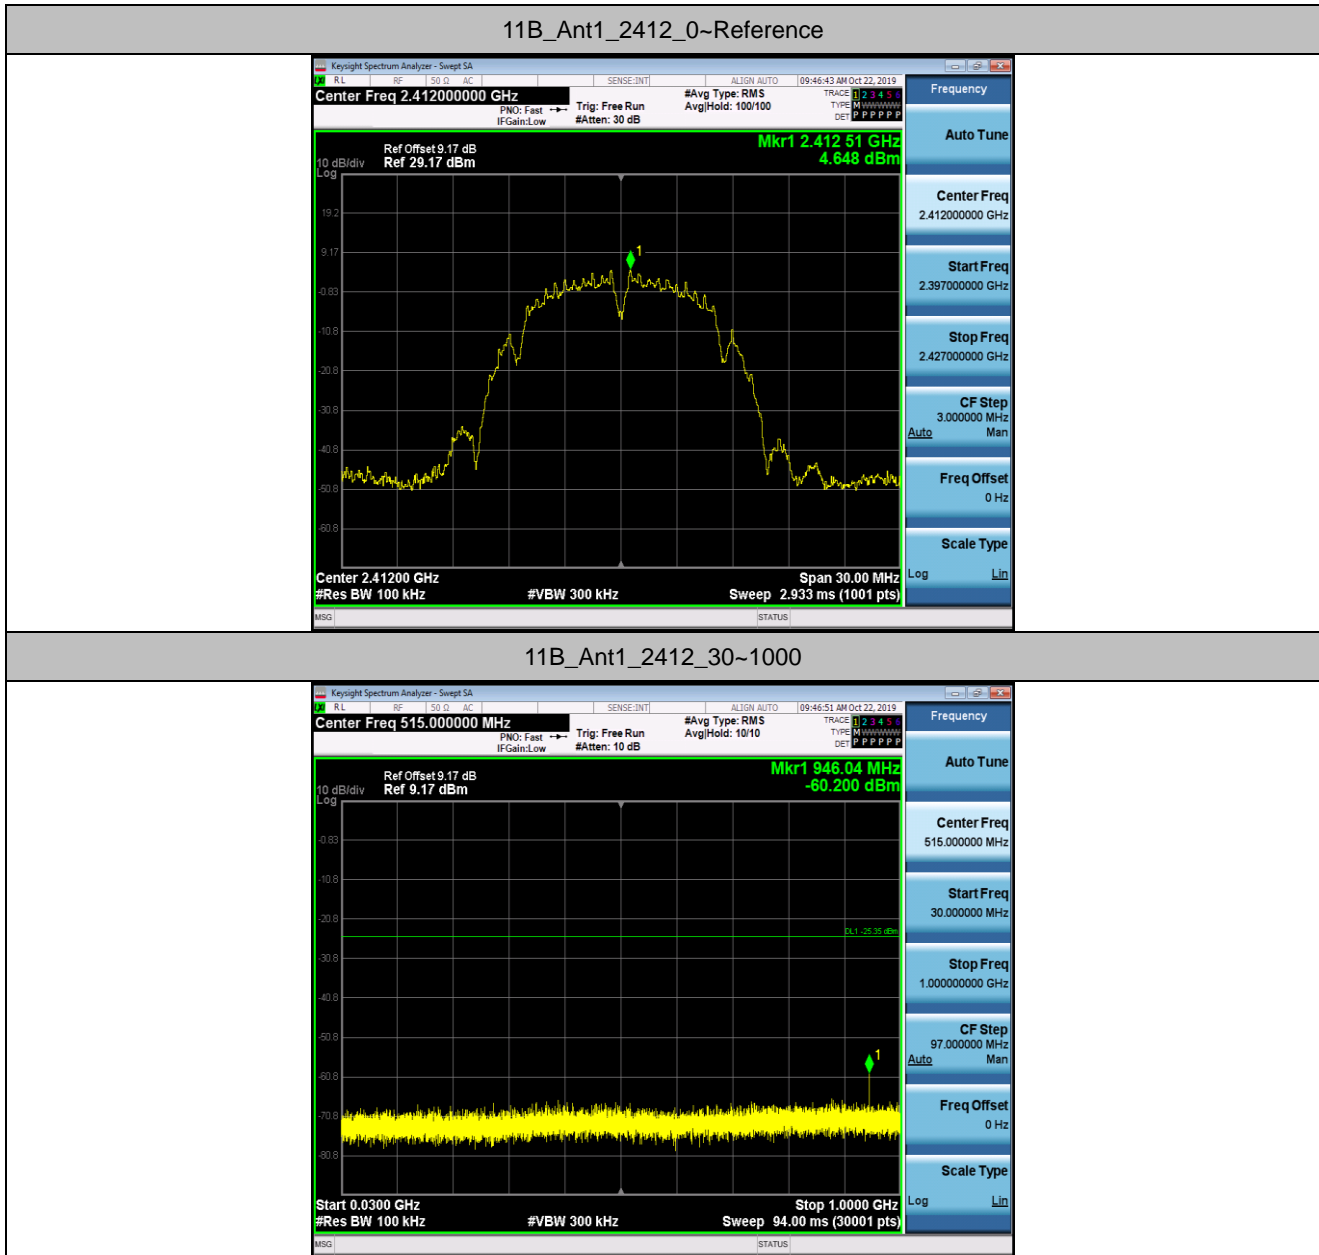 11B_Ant1_2412_0~Reference
Keysight Spectrum Analyzer - Swept SA
RL RF 50 Ω AC SENSE:INT ALIGN AUTO 09:46:43 AM Oct 22, 2019
Center Freq 2.412000000 GHz
PNO: Fast
IFGain:Low
Trig: Free Run
#Atten: 30 dB
#Avg Type: RMS
Avg|Hold: 100/100
TRACE 1 2 3 4 5 6
TYPE M WWWWW
DET P P P P P P
Mkr1 2.412 51 GHz
4.648 dBm
Ref Offset 9.17 dB
10 dB/div Ref 29.17 dBm
Log
19.2
9.17
-0.83
-10.8
-20.8
-30.8
-40.8
-50.8
-60.8
1
Center 2.41200 GHz Span 30.00 MHz
#Res BW 100 kHz #VBW 300 kHz Sweep 2.933 ms (1001 pts)
MSG STATUS
Frequency
Auto Tune
Center Freq
2.412000000 GHz
Start Freq
2.397000000 GHz
Stop Freq
2.427000000 GHz
CF Step
3.000000 MHz
Auto Man
Freq Offset
0 Hz
Scale Type
Log Lin
11B_Ant1_2412_30~1000
Keysight Spectrum Analyzer - Swept SA
RL RF 50 Ω AC SENSE:INT ALIGN AUTO 09:46:51 AM Oct 22, 2019
Center Freq 515.000000 MHz
PNO: Fast
IFGain:Low
Trig: Free Run
#Atten: 10 dB
#Avg Type: RMS
Avg|Hold: 10/10
TRACE 1 2 3 4 5 6
TYPE M WWWWW
DET P P P P P P
Mkr1 946.04 MHz
-60.200 dBm
Ref Offset 9.17 dB
10 dB/div Ref 9.17 dBm
Log
-0.83
-10.8
-20.8
DL1 -25.35 dBm
-30.8
-40.8
-50.8
-60.8
-70.8
-80.8
1
Start 0.0300 GHz Stop 1.0000 GHz
#Res BW 100 kHz #VBW 300 kHz Sweep 94.00 ms (30001 pts)
MSG STATUS
Frequency
Auto Tune
Center Freq
515.000000 MHz
Start Freq
30.000000 MHz
Stop Freq
1.000000000 GHz
CF Step
97.000000 MHz
Auto Man
Freq Offset
0 Hz
Scale Type
Log Lin